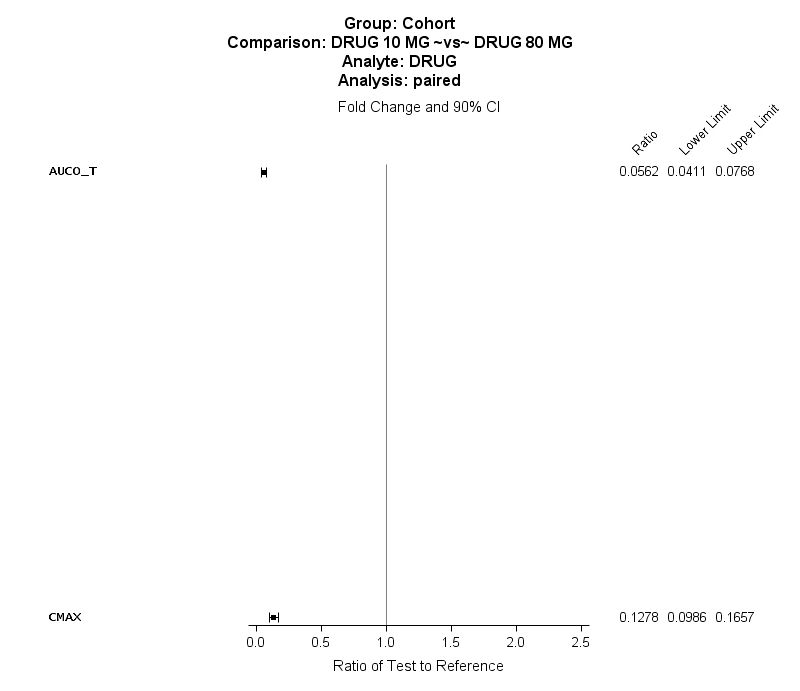 Group: Cohort
Comparison: DRUG 10 MG ~vs~ DRUG 80 MG
Analyte: DRUG
Analysis: paired
Fold Change and 90% CI
Ratio Lower Limit Upper Limit
AUC0_T 0.0562 0.0411 0.0768
CMAX 0.1278 0.0986 0.1657
0.0 0.5 1.0 1.5 2.0 2.5
Ratio of Test to Reference